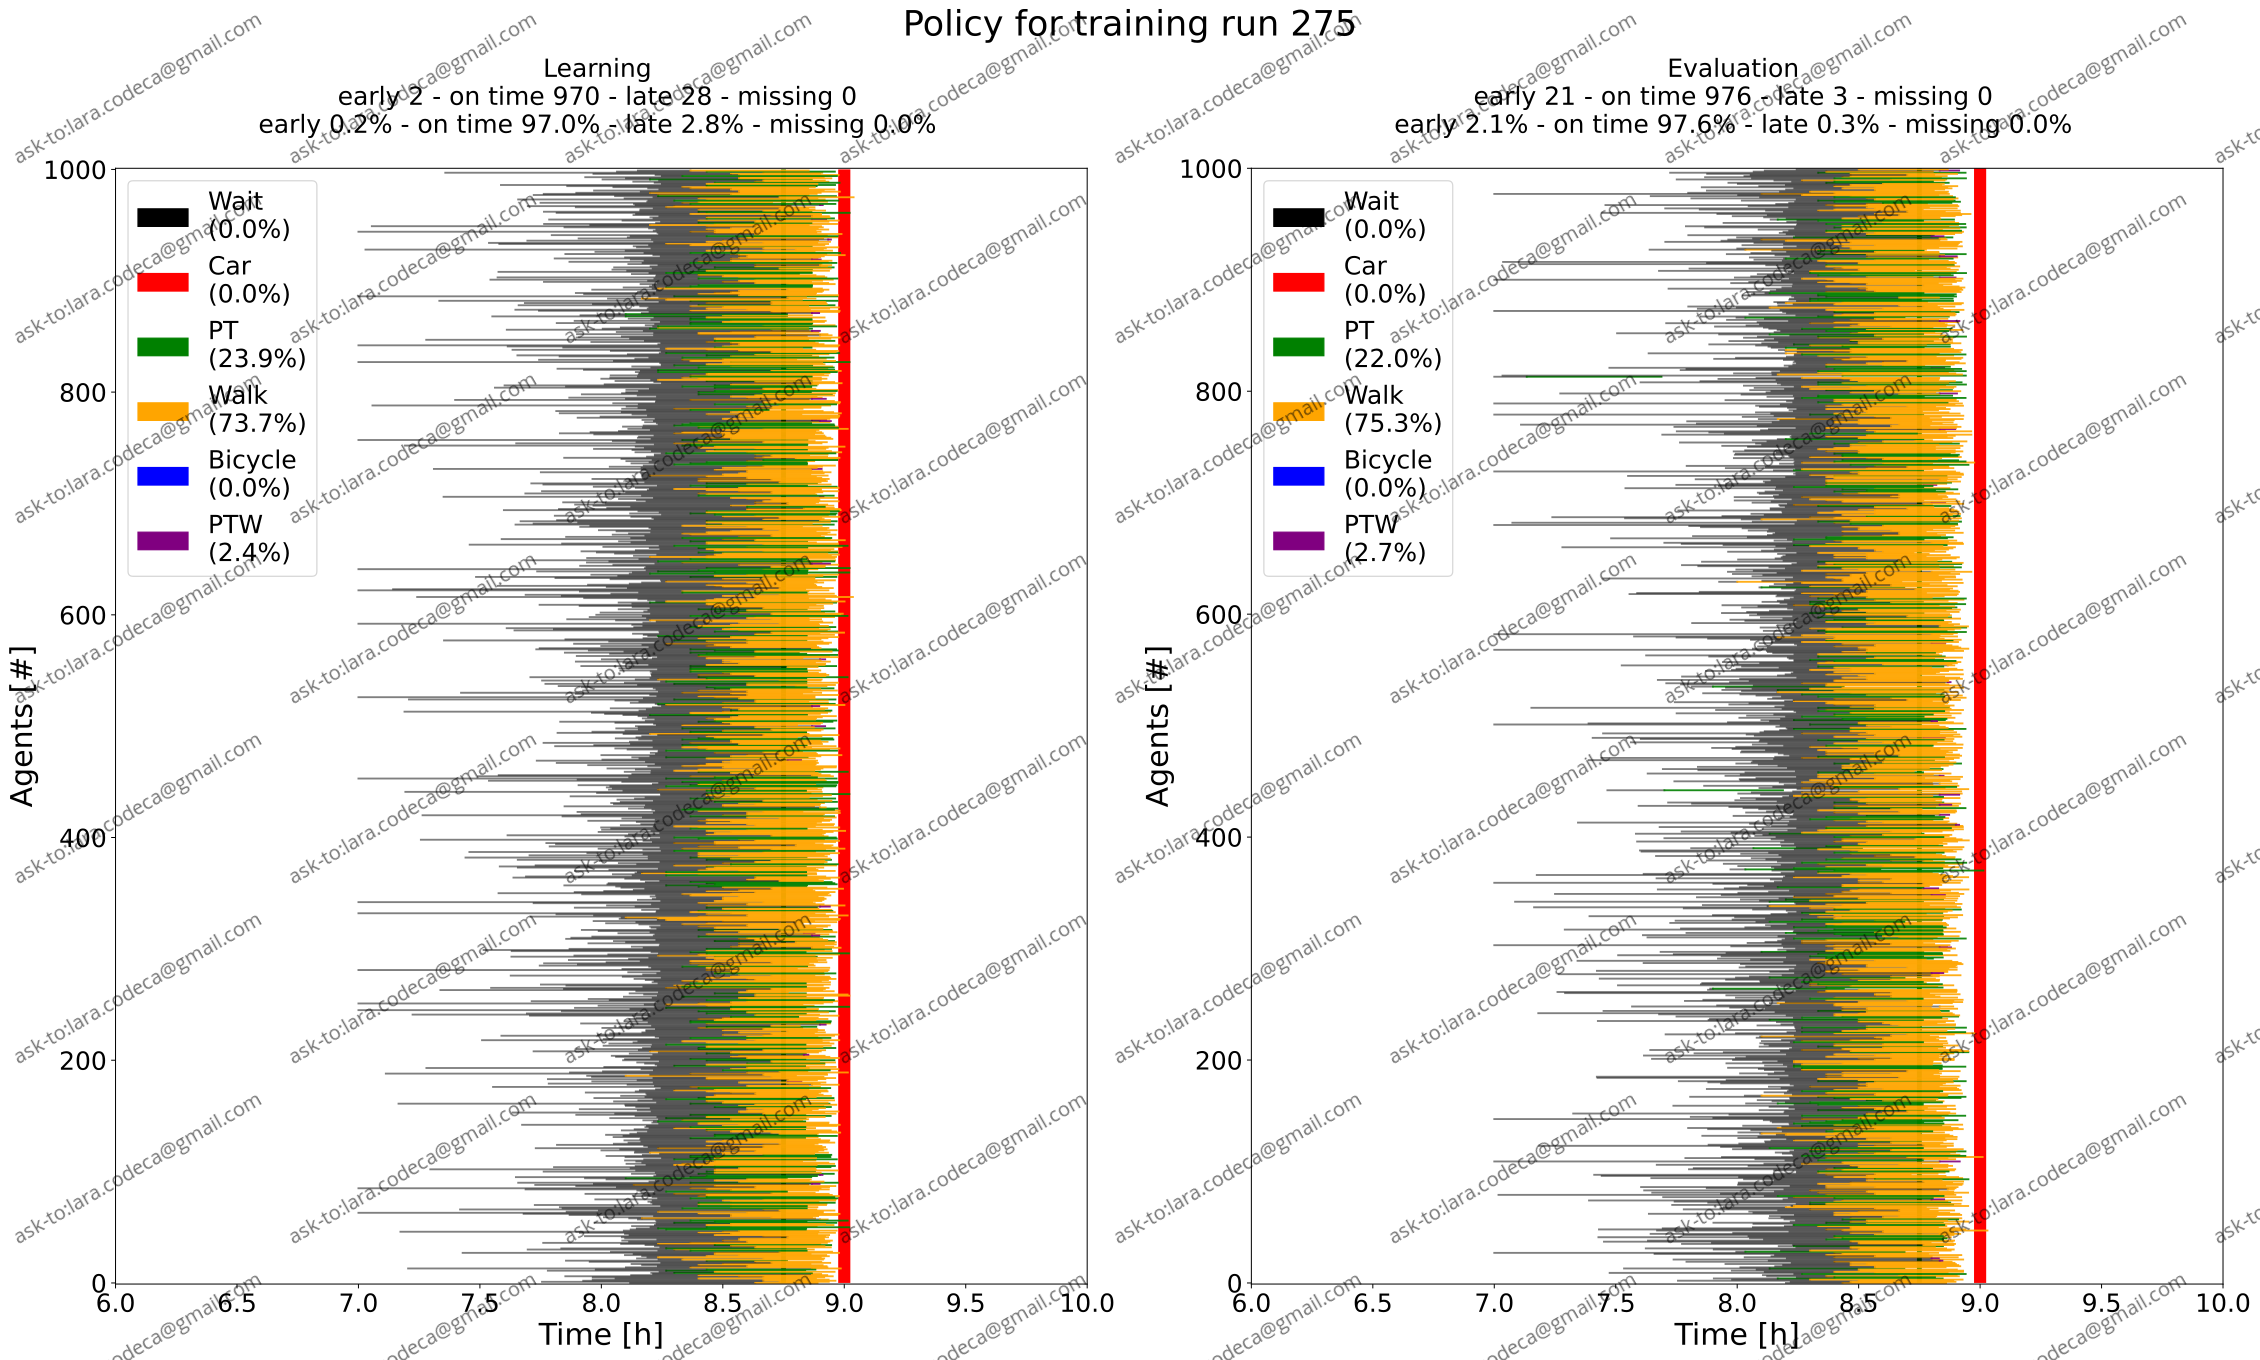 Policy for training run 275
Learning
early 2 - on time 970 - late 28 - missing 0
early 0.2% - on time 97.0% - late 2.8% - missing 0.0%
Evaluation
early 21 - on time 976 - late 3 - missing 0
early 2.1% - on time 97.6% - late 0.3% - missing 0.0%
Agents [#]
1000
800
600
400
200
0
Wait
(0.0%)
Car
(0.0%)
PT
(23.9%)
Walk
(73.7%)
Bicycle
(0.0%)
PTW
(2.4%)
6.0 6.5 7.0 7.5 8.0 8.5 9.0 9.5 10.0
Time [h]
Agents [#]
1000
800
600
400
200
0
Wait
(0.0%)
Car
(0.0%)
PT
(22.0%)
Walk
(75.3%)
Bicycle
(0.0%)
PTW
(2.7%)
6.0 6.5 7.0 7.5 8.0 8.5 9.0 9.5 10.0
Time [h]
ask-to:lara.codeca@gmail.com